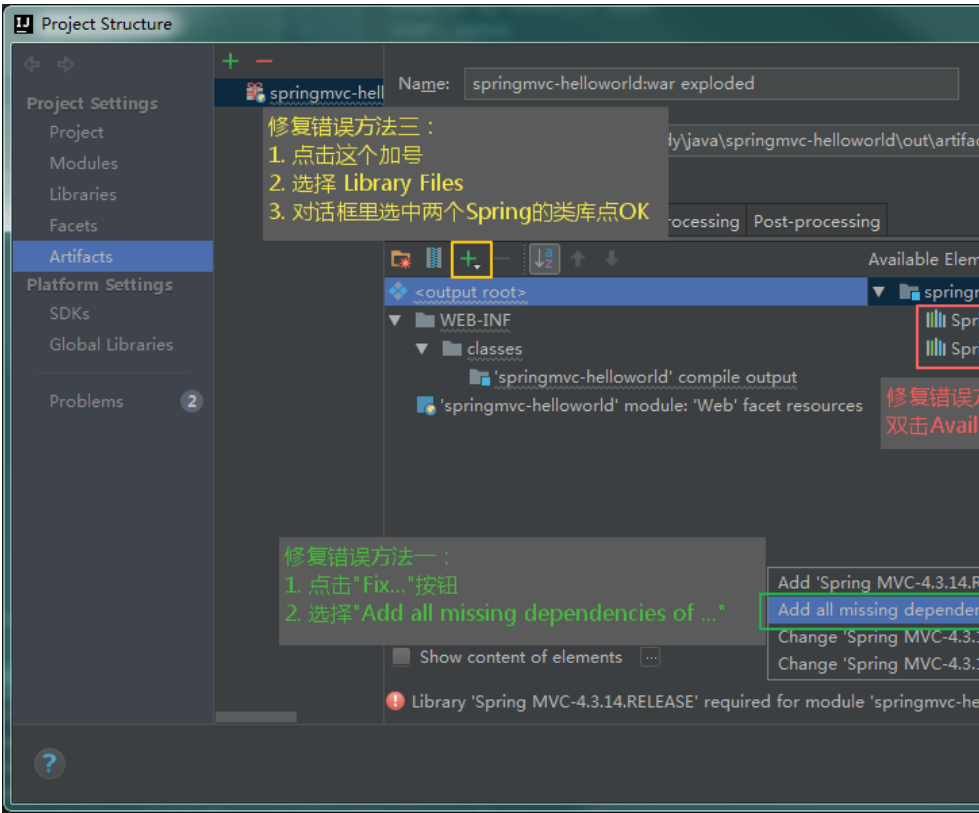 Project Structure
Project Settings
Project
Modules
Libraries
Facets
Artifacts
Platform Settings
SDKs
Global Libraries
Problems 2
springmvc-hell
Name: springmvc-helloworld:war exploded
修复错误方法三：
1. 点击这个加号
2. 选择 Library Files
3. 对话框里选中两个Spring的类库点OK
\java\springmvc-helloworld\out\artifac
ocessing Post-processing
Available Elem
<output root>
springm
WEB-INF
Spr
classes
Spr
'springmvc-helloworld' compile output
'springmvc-helloworld' module: 'Web' facet resources
修复错误
双击Avail
修复错误方法一：
1. 点击"Fix..."按钮
2. 选择"Add all missing dependencies of ..."
Add 'Spring MVC-4.3.14.R
Add all missing dependen
Change 'Spring MVC-4.3.1
Change 'Spring MVC-4.3.1
Show content of elements ...
Library 'Spring MVC-4.3.14.RELEASE' required for module 'springmvc-he